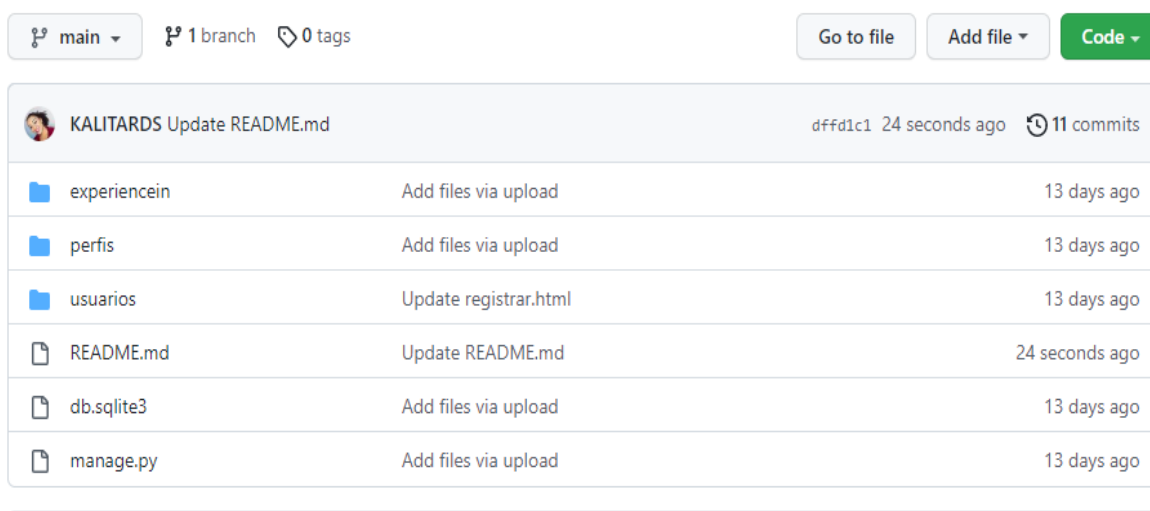 main 1 branch 0 tags Go to file Add file Code
KALITARDS Update README.md dffd1c1 24 seconds ago 11 commits
experiencein Add files via upload 13 days ago
perfis Add files via upload 13 days ago
usuarios Update registrar.html 13 days ago
README.md Update README.md 24 seconds ago
db.sqlite3 Add files via upload 13 days ago
manage.py Add files via upload 13 days ago